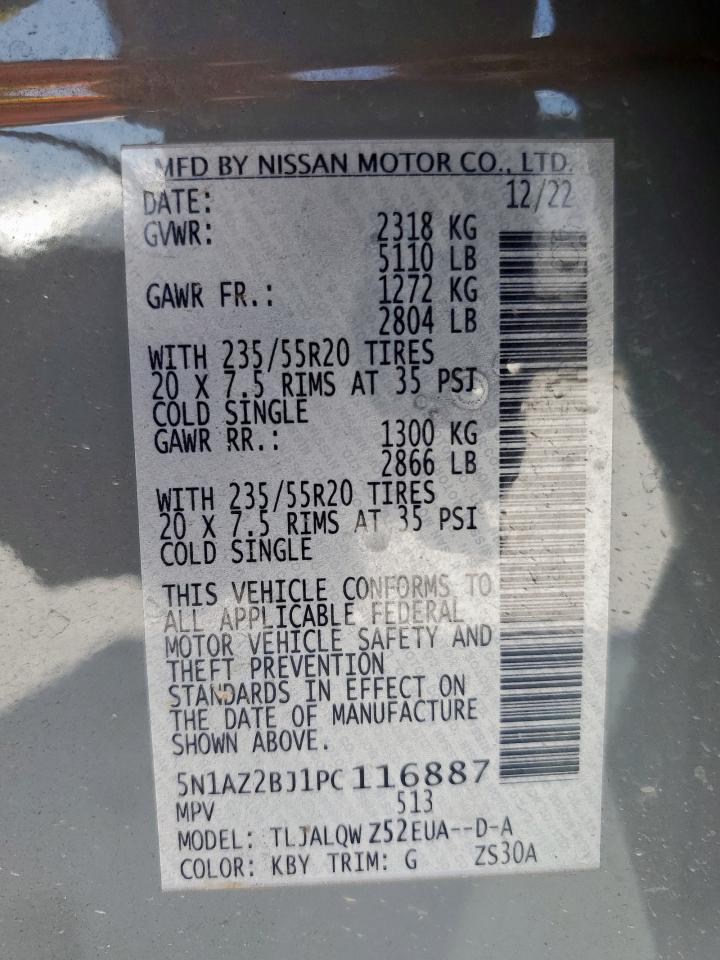 MFD BY NISSAN MOTOR CO., LTD.
DATE: 12/22
GVWR: 2318 KG
5110 LB
GAWR FR.: 1272 KG
2804 LB
WITH 235/55R20 TIRES
20 X 7.5 RIMS AT 35 PSI
COLD SINGLE
GAWR RR.: 1300 KG
2866 LB
WITH 235/55R20 TIRES
20 X 7.5 RIMS AT 35 PSI
COLD SINGLE
THIS VEHICLE CONFORMS TO
ALL APPLICABLE FEDERAL
MOTOR VEHICLE SAFETY AND
THEFT PREVENTION
STANDARDS IN EFFECT ON
THE DATE OF MANUFACTURE
SHOWN ABOVE.
5N1AZ2BJ1PC 116887
MPV 513
MODEL: TLJALQW Z52EUA--D-A
COLOR: KBY TRIM: G ZS30A